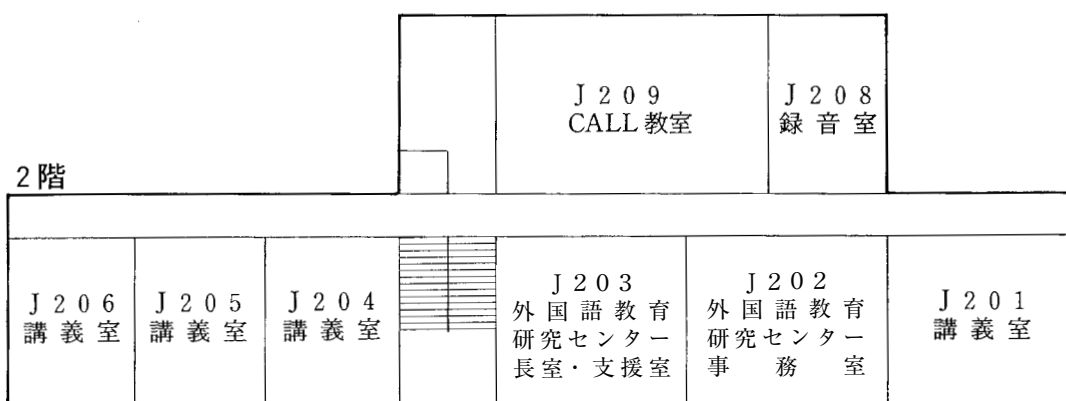 J209
CALL教室
J208
録音室
2階
J206
講義室
J205
講義室
J204
講義室
J203
外国語教育
研究センター
長室・支援室
J202
外国語教育
研究センター
事務室
J201
講義室